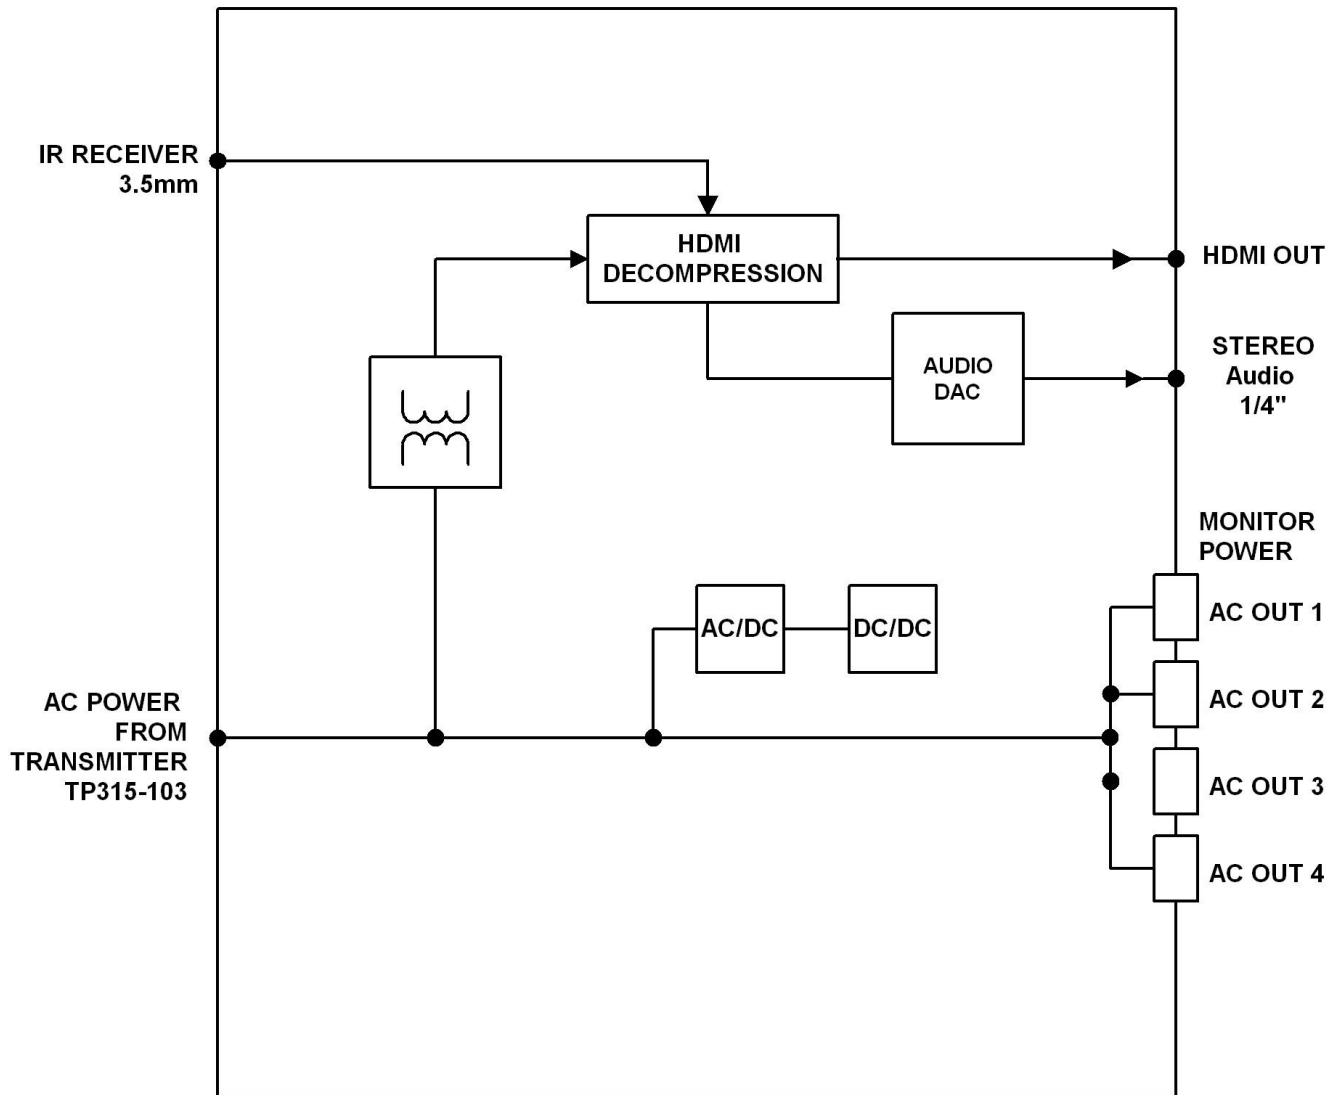 IR RECEIVER
3.5mm
HDMI
DECOMPRESSION
HDMI OUT
STEREO
Audio
1/4"
AUDIO
DAC
MONITOR
POWER
AC/DC
DC/DC
AC OUT 1
AC OUT 2
AC OUT 3
AC OUT 4
AC POWER
FROM
TRANSMITTER
TP315-103